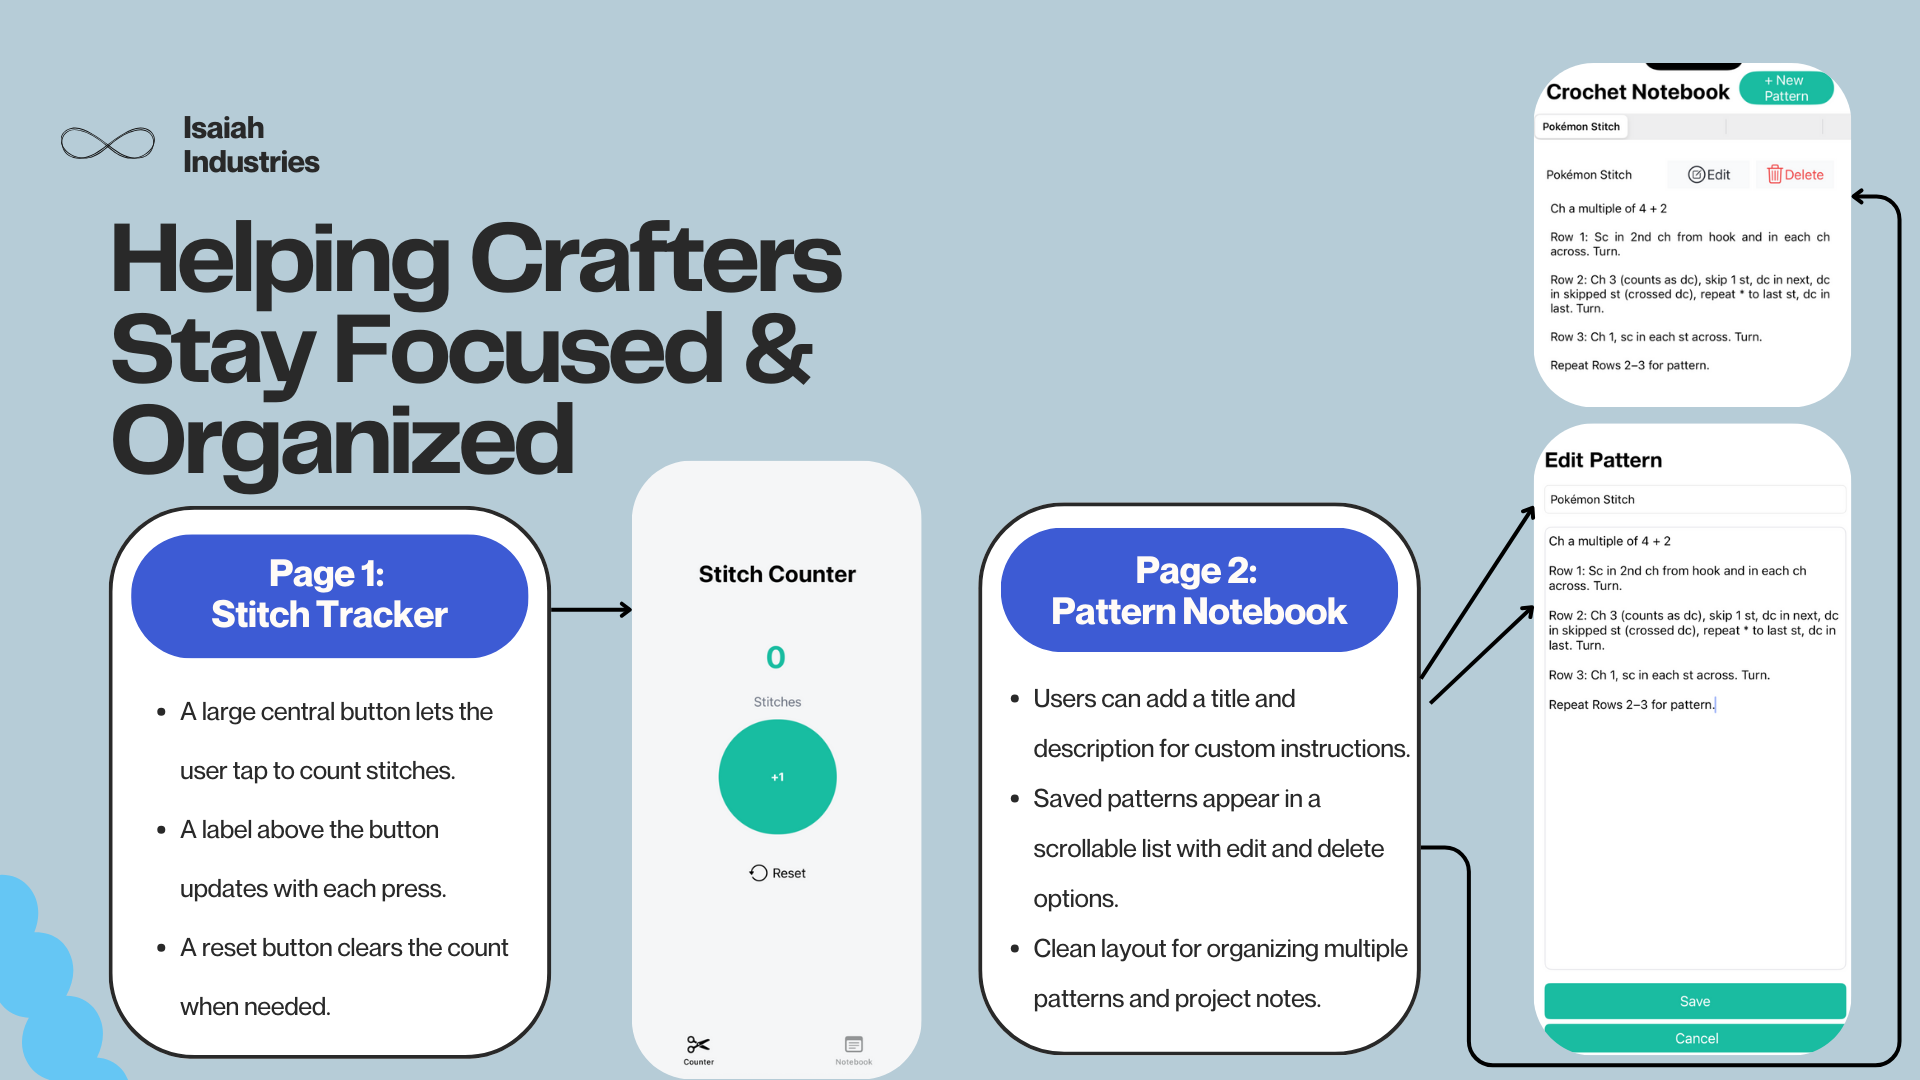 Isaiah
Industries
Helping Crafters
Stay Focused &
Organized
Page 1:
Stitch Tracker
• A large central button lets the
user tap to count stitches.
• A label above the button
updates with each press.
• A reset button clears the count
when needed.
Stitch Counter
0
Stitches
+1
Reset
Counter
Notebook
Page 2:
Pattern Notebook
• Users can add a title and
description for custom instructions.
• Saved patterns appear in a
scrollable list with edit and delete
options.
• Clean layout for organizing multiple
patterns and project notes.
Crochet Notebook
+ New
Pattern
Pokémon Stitch
Pokémon Stitch
Edit
Delete
Ch a multiple of 4 + 2
Row 1: Sc in 2nd ch from hook and in each ch
across. Turn.
Row 2: Ch 3 (counts as dc), skip 1 st, dc in next, dc
in skipped st (crossed dc), repeat * to last st, dc in
last. Turn.
Row 3: Ch 1, sc in each st across. Turn.
Repeat Rows 2–3 for pattern.
Edit Pattern
Pokémon Stitch
Ch a multiple of 4 + 2
Row 1: Sc in 2nd ch from hook and in each ch
across. Turn.
Row 2: Ch 3 (counts as dc), skip 1 st, dc in next, dc
in skipped st (crossed dc), repeat * to last st, dc in
last. Turn.
Row 3: Ch 1, sc in each st across. Turn.
Repeat Rows 2–3 for pattern.
Save
Cancel